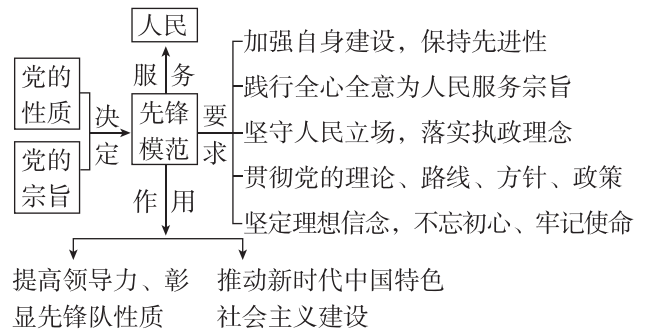 人民
服务
党的
性质
决定
党的
宗旨
先锋
模范
要求
加强自身建设，保持先进性
践行全心全意为人民服务宗旨
坚守人民立场，落实执政理念
贯彻党的理论、路线、方针、政策
坚定理想信念，不忘初心、牢记使命
作用
提高领导力、彰
显先锋队性质
推动新时代中国特色
社会主义建设